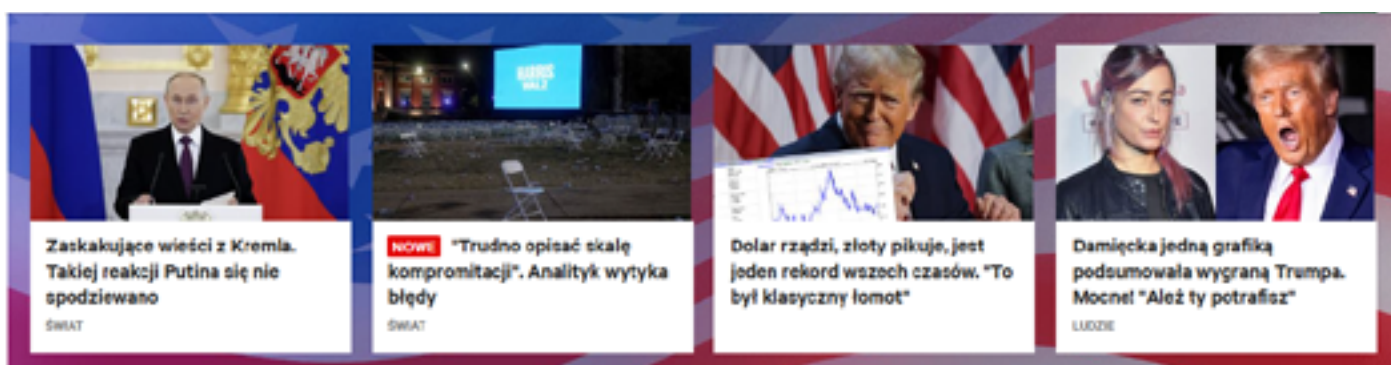 Zaskakujące wieści z Kremla.
Takiej reakcji Putina się nie
spodziewano
ŚWIAT
HARRIS
WALZ
NOWE "Trudno opisać skalę
kompromitacji". Analityk wytyka
błędy
ŚWIAT
Dolar rządzi, złoty pikuje, jest
jeden rekord wszech czasów. "To
był klasyczny łomot"
Damięcka jedną grafiką
podsumowała wygraną Trumpa.
Mocne! "Ależ ty potrafisz"
LUDZIE